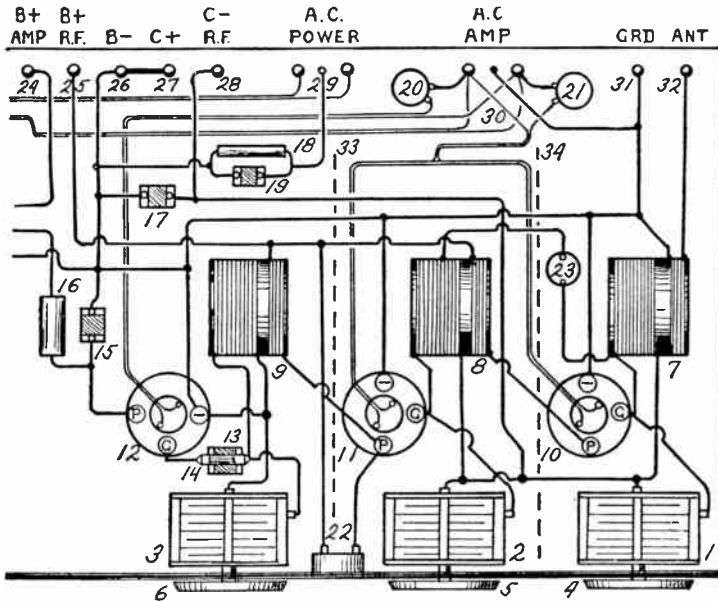 B+ B+ C- A.C. A.C
AMP R.F. B- C+ R.F. POWER AMP GRD ANT
24 25 26 27 28 29 20 21 31 32
30
18 33 34
19
17
23
16
15
9 8 7
P - - G - G
12 G 13 11 P 10 P
14
3 22 2 1
6 5 4